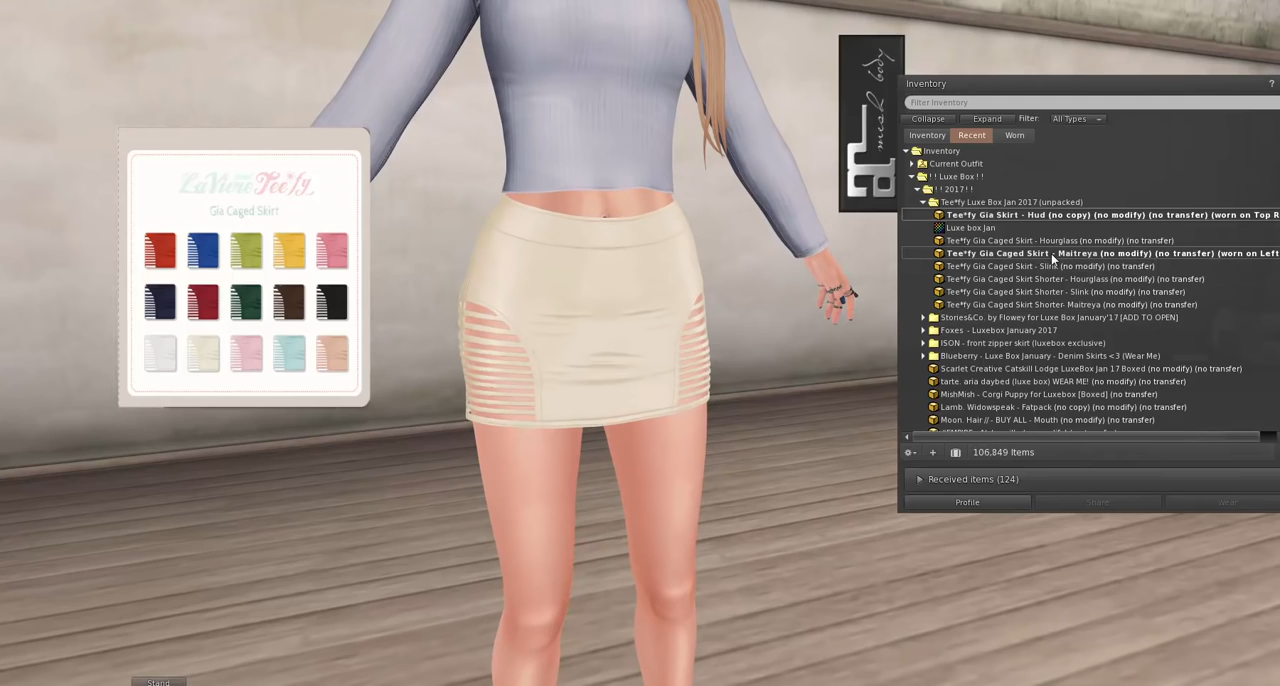 LaViere Tee*fy
Gia Caged Skirt
mesh body
Inventory
?
Filter Inventory
Collapse
Expand
Filter:
All Types
Inventory
Recent
Worn
Inventory
Current Outfit
! ! Luxe Box ! !
! ! 2017 ! !
Tee*fy Luxe Box Jan 2017 (unpacked)
Tee*fy Gia Skirt - Hud (no copy) (no modify) (no transfer) (worn on Top R
Luxe box Jan
Tee*fy Gia Caged Skirt - Hourglass (no modify) (no transfer)
Tee*fy Gia Caged Skirt - Maitreya (no modify) (no transfer) (worn on Left
Tee*fy Gia Caged Skirt - Slink (no modify) (no transfer)
Tee*fy Gia Caged Skirt Shorter - Hourglass (no modify) (no transfer)
Tee*fy Gia Caged Skirt Shorter - Slink (no modify) (no transfer)
Tee*fy Gia Caged Skirt Shorter- Maitreya (no modify) (no transfer)
Stories&Co. by Flowey for Luxe Box January'17 [ADD TO OPEN]
Foxes - Luxebox January 2017
ISON - front zipper skirt (luxebox exclusive)
Blueberry - Luxe Box January - Denim Skirts <3 (Wear Me)
Scarlet Creative Catskill Lodge LuxeBox Jan 17 Boxed (no modify) (no transfer)
tarte. aria daybed (luxe box) WEAR ME! (no modify) (no transfer)
MishMish - Corgi Puppy for Luxebox [Boxed] (no modify) (no transfer)
Lamb. Widowspeak - Fatpack (no copy) (no modify) (no transfer)
Moon. Hair // - BUY ALL - Mouth (no modify) (no transfer)
106,849 Items
Received items (124)
Profile
Share
Wear
Stand